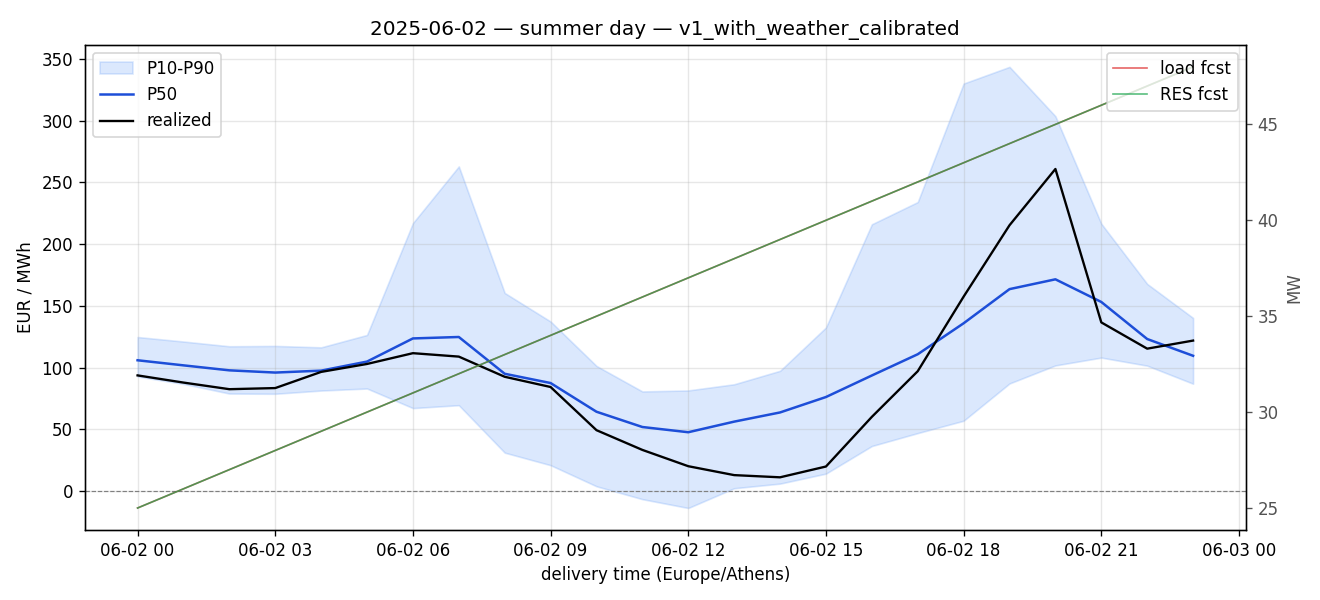 2025-06-02 — summer day — v1_with_weather_calibrated
P10-P90
P50
realized
load fcst
RES fcst
350
300
250
200
150
100
50
0
EUR / MWh
45
40
35
30
25
MW
06-02 00
06-02 03
06-02 06
06-02 09
06-02 12
06-02 15
06-02 18
06-02 21
06-03 00
delivery time (Europe/Athens)